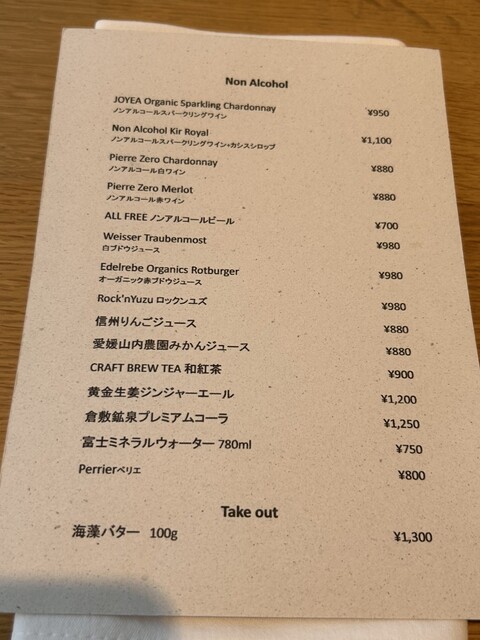 Non Alcohol
JOYEA Organic Sparkling Chardonnay ¥950
ノンアルコールスパークリングワイン
Non Alcohol Kir Royal ¥1,100
ノンアルコールスパークリングワイン+カシスシロップ
Pierre Zero Chardonnay ¥880
ノンアルコール白ワイン
Pierre Zero Merlot ¥880
ノンアルコール赤ワイン
ALL FREE ノンアルコールビール ¥700
Weisser Traubenmost ¥980
白ブドウジュース
Edelrebe Organics Rotburger ¥980
オーガニック赤ブドウジュース
Rock'nYuzu ロックンユズ ¥980
信州りんごジュース ¥880
愛媛山内農園みかんジュース ¥880
CRAFT BREW TEA 和紅茶 ¥900
黄金生姜ジンジャーエール ¥1,200
倉敷鉱泉プレミアムコーラ ¥1,250
富士ミネラルウォーター 780ml ¥750
Perrierペリエ ¥800
Take out
海藻バター 100g ¥1,300